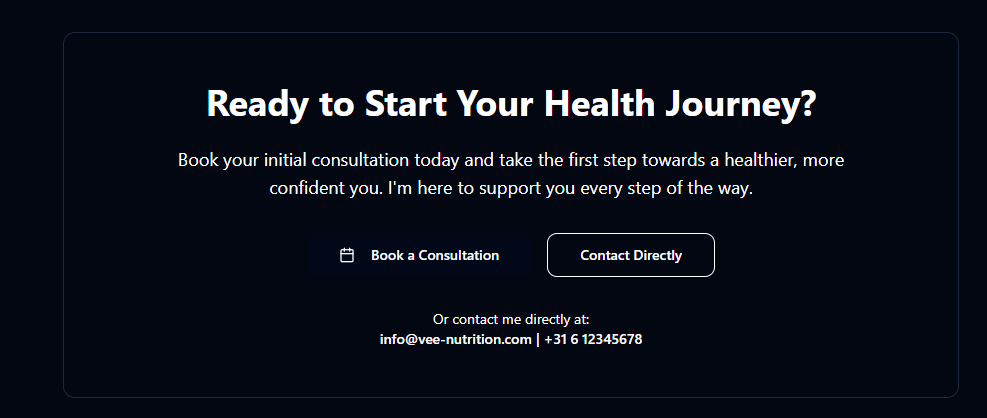 Ready to Start Your Health Journey?
Book your initial consultation today and take the first step towards a healthier, more
confident you. I'm here to support you every step of the way.
Book a Consultation
Contact Directly
Or contact me directly at:
info@vee-nutrition.com | +31 6 12345678